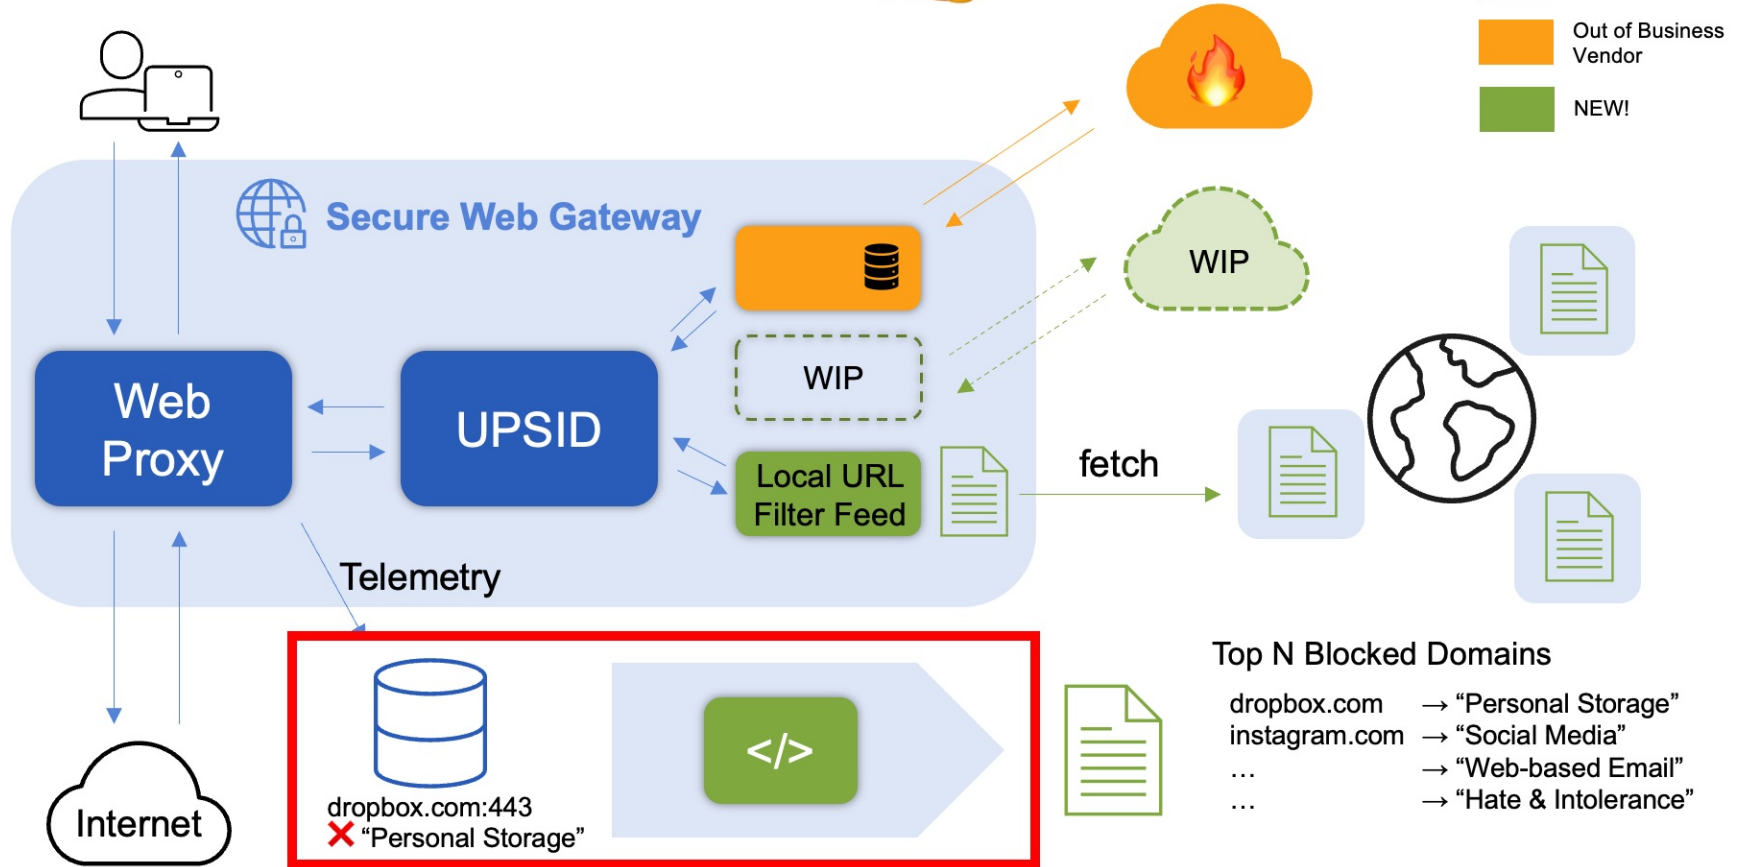 Out of Business
Vendor
NEW!
Secure Web Gateway
WIP
WIP
Web
Proxy
UPSID
Local URL
Filter Feed
fetch
Telemetry
Internet
dropbox.com:443
❌ “Personal Storage”
</>
Top N Blocked Domains
dropbox.com → “Personal Storage”
instagram.com → “Social Media”
… → “Web-based Email”
… → “Hate & Intolerance”